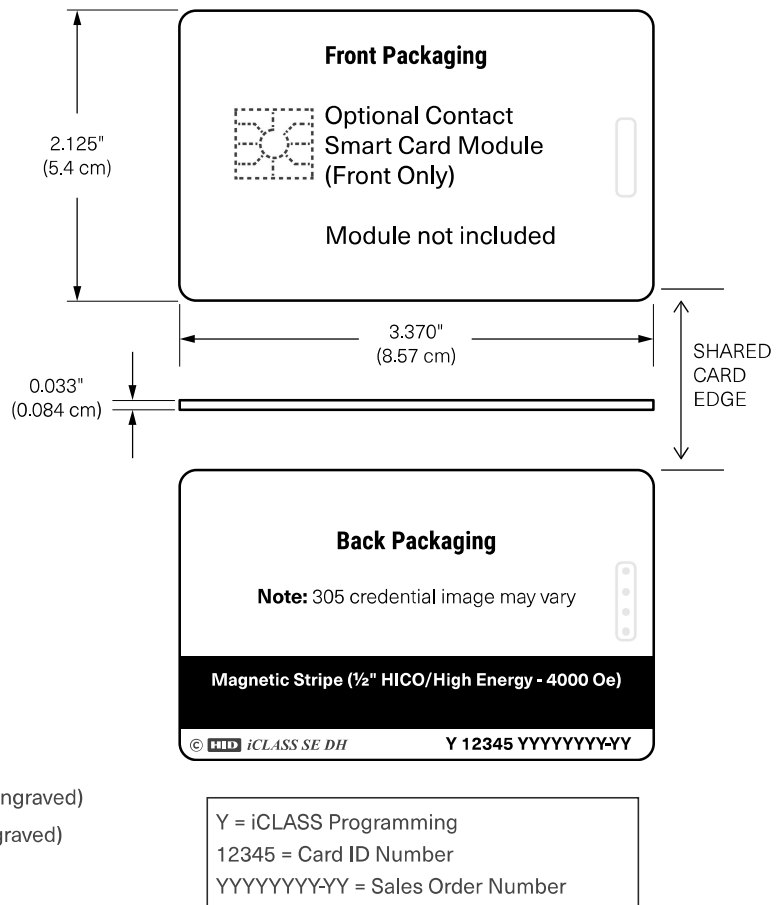 Front Packaging
Optional Contact
Smart Card Module
(Front Only)
Module not included
2.125"
(5.4 cm)
3.370"
(8.57 cm)
SHARED
CARD
EDGE
0.033"
(0.084 cm)
Back Packaging
Note: 305 credential image may vary
Magnetic Stripe (½" HICO/High Energy - 4000 Oe)
© HID iCLASS SE DH Y 12345 YYYYYYYY-YY
ngraved)
graved)
Y = iCLASS Programming
12345 = Card ID Number
YYYYYYYY-YY = Sales Order Number